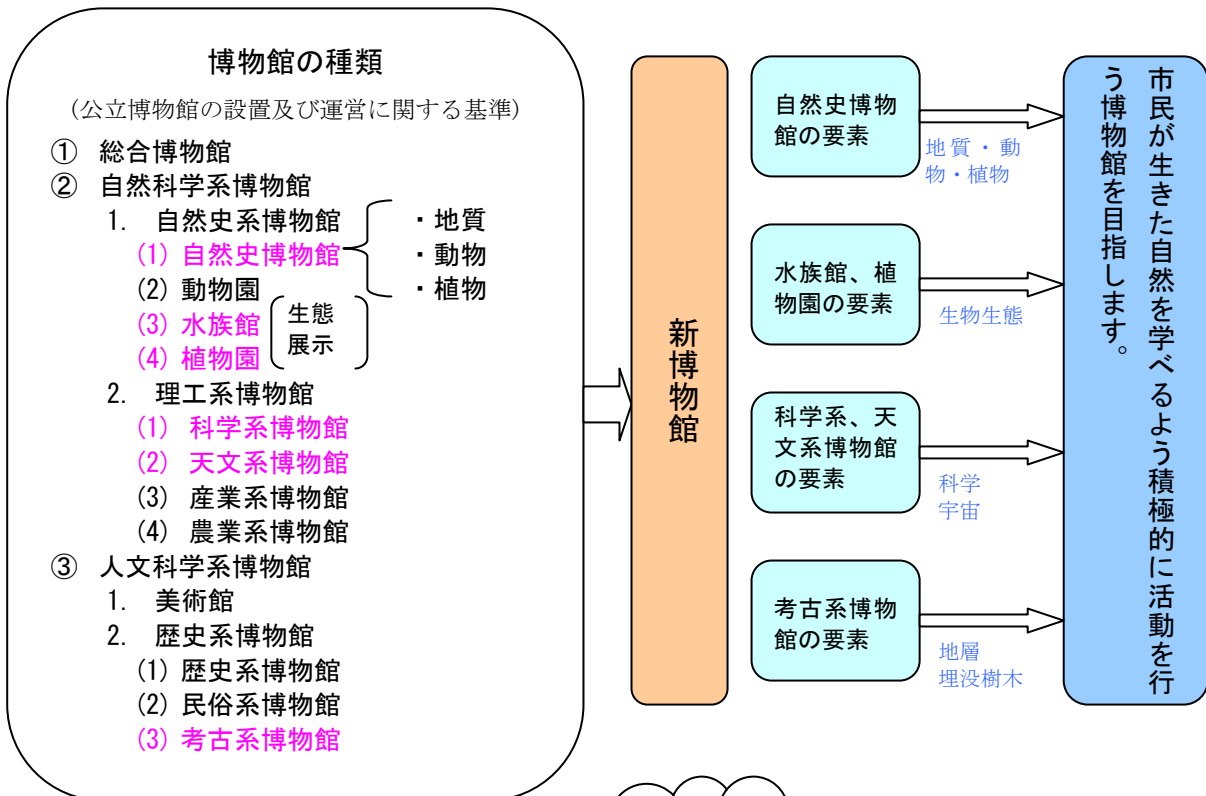 博物館の種類
(公立博物館の設置及び運営に関する基準)
① 総合博物館
② 自然科学系博物館
1. 自然史系博物館
(1) 自然史博物館
・地質
・動物
・植物
(2) 動物園
(3) 水族館
(4) 植物園
生態
展示
2. 理工系博物館
(1) 科学系博物館
(2) 天文系博物館
(3) 産業系博物館
(4) 農業系博物館
③ 人文科学系博物館
1. 美術館
2. 歴史系博物館
(1) 歴史系博物館
(2) 民俗系博物館
(3) 考古系博物館
新博物館
自然史博物
館の要素
地質・動
物・植物
水族館、植
物園の要素
生物生態
科学系、天
文系博物館
の要素
科学
宇宙
考古系博物
館の要素
地層
埋没樹木
市民が生きた自然を学べるよう積極的に活動を行
う博物館を目指します。